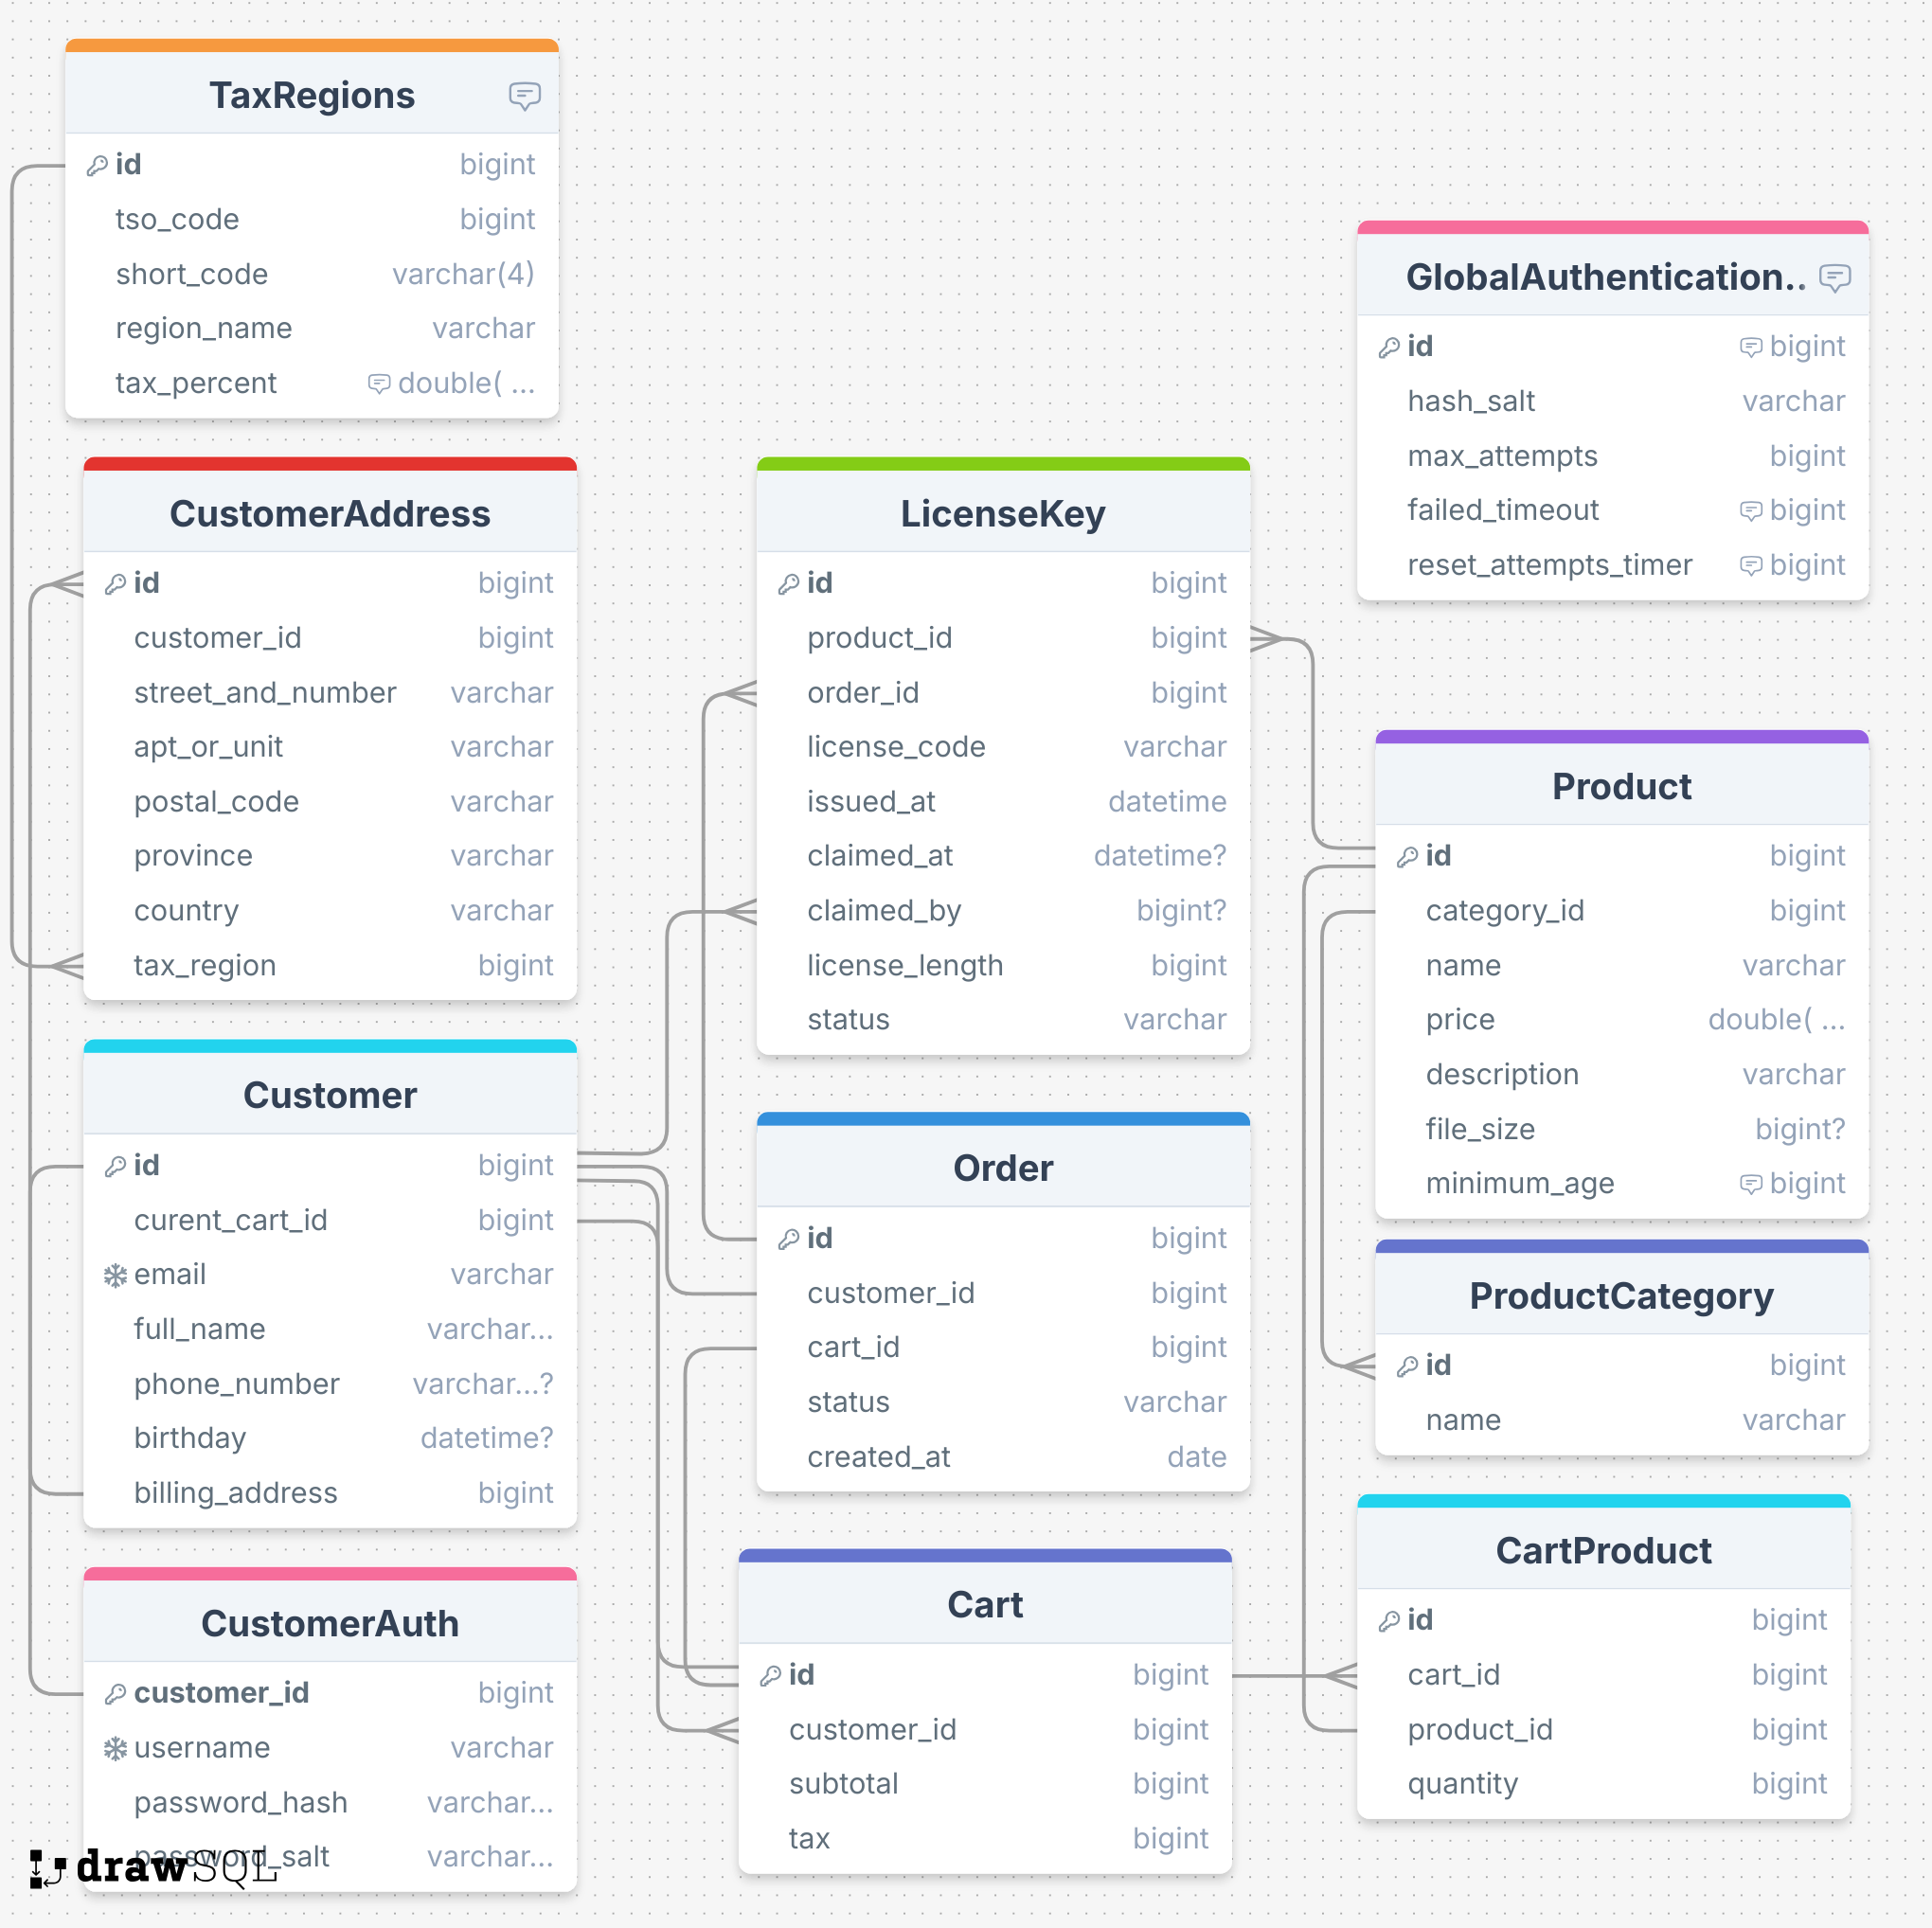 TaxRegions
id bigint
tso_code bigint
short_code varchar(4)
region_name varchar
tax_percent double( ...
CustomerAddress
id bigint
customer_id bigint
street_and_number varchar
apt_or_unit varchar
postal_code varchar
province varchar
country varchar
tax_region bigint
Customer
id bigint
curent_cart_id bigint
email varchar
full_name varchar...
phone_number varchar...?
birthday datetime?
billing_address bigint
CustomerAuth
customer_id bigint
username varchar
password_hash varchar...
password_salt varchar...
drawSQL
LicenseKey
id bigint
product_id bigint
order_id bigint
license_code varchar
issued_at datetime
claimed_at datetime?
claimed_by bigint?
license_length bigint
status varchar
Order
id bigint
customer_id bigint
cart_id bigint
status varchar
created_at date
Cart
id bigint
customer_id bigint
subtotal bigint
tax bigint
GlobalAuthentication..
id bigint
hash_salt varchar
max_attempts bigint
failed_timeout bigint
reset_attempts_timer bigint
Product
id bigint
category_id bigint
name varchar
price double( ...
description varchar
file_size bigint?
minimum_age bigint
ProductCategory
id bigint
name varchar
CartProduct
id bigint
cart_id bigint
product_id bigint
quantity bigint